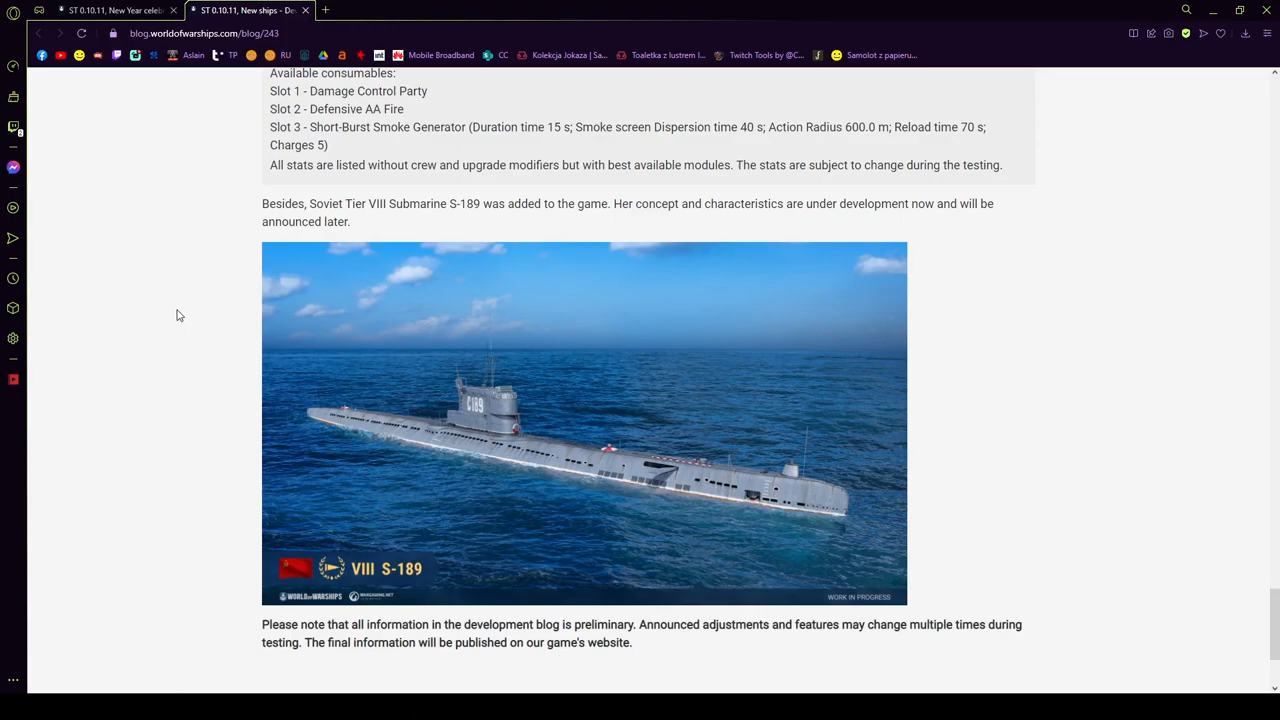 ST 0.10.11, New Year celeb
ST 0.10.11, New ships - De
blog.worldofwarships.com/blog/243
Aslain
TP
RU
int
Mobile Broadband
CC
Kolekcja Jokaza | Sa...
Toaletka z lustrem I...
Twitch Tools by @C...
Samolot z papieru...
Available consumables:
Slot 1 - Damage Control Party
Slot 2 - Defensive AA Fire
Slot 3 - Short-Burst Smoke Generator (Duration time 15 s; Smoke screen Dispersion time 40 s; Action Radius 600.0 m; Reload time 70 s;
Charges 5)
All stats are listed without crew and upgrade modifiers but with best available modules. The stats are subject to change during the testing.
Besides, Soviet Tier VIII Submarine S-189 was added to the game. Her concept and characteristics are under development now and will be
announced later.
C189
VIII S-189
WORLD OF WARSHIPS
WARGAMING.NET
WORK IN PROGRESS
Please note that all information in the development blog is preliminary. Announced adjustments and features may change multiple times during
testing. The final information will be published on our game's website.